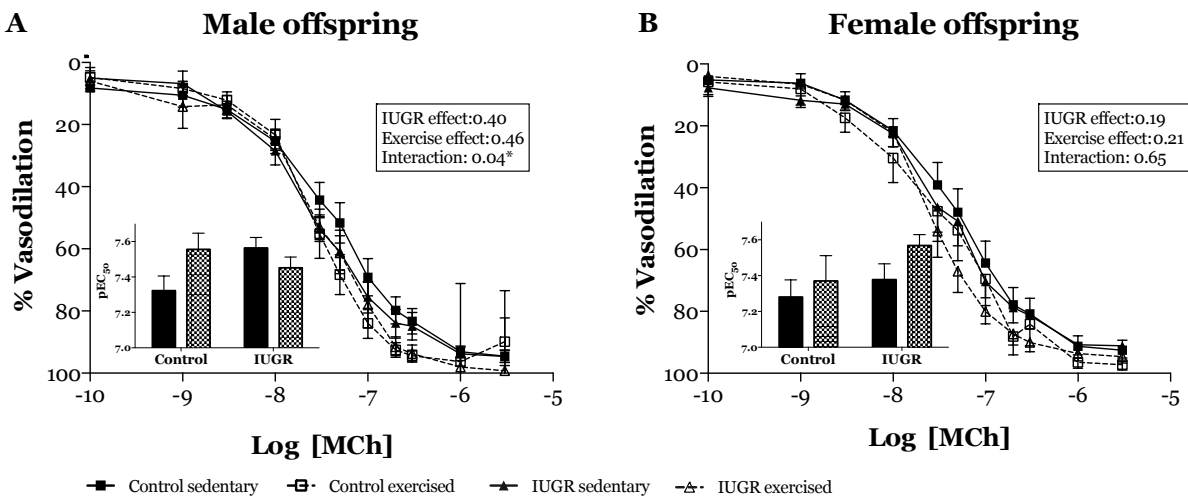 A
Male offspring
% Vasodilation
0
20
40
60
80
100
IUGR effect:0.40
Exercise effect:0.46
Interaction: 0.04*
pEC50
7.6
7.4
7.2
7.0
Control IUGR
-10 -9 -8 -7 -6 -5
Log [MCh]
B
Female offspring
% Vasodilation
0
20
40
60
80
100
IUGR effect:0.19
Exercise effect:0.21
Interaction: 0.65
pEC50
7.6
7.4
7.2
7.0
Control IUGR
-10 -9 -8 -7 -6 -5
Log [MCh]
Control sedentary Control exercised IUGR sedentary IUGR exercised